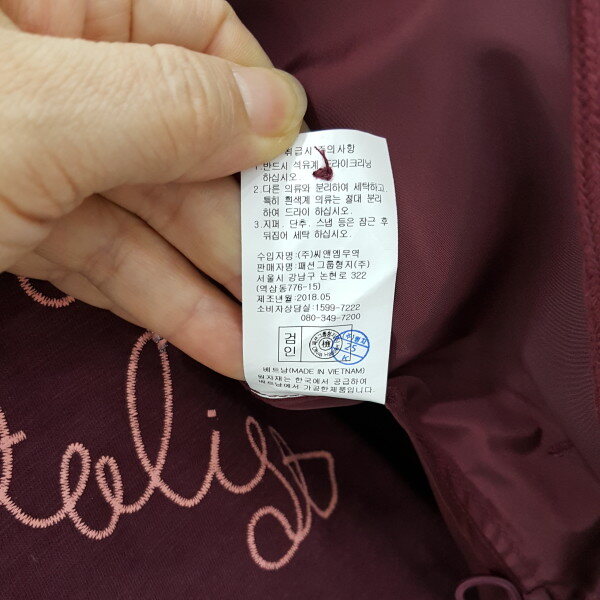 취급시 주의사항
1. 반드시 석유계 드라이크리닝
하십시오.
2. 다른 의류와 분리하여 세탁하고,
특히 흰색계 의류는 절대 분리
하여 드라이 하십시오.
3. 지퍼, 단추, 스냅 등은 잠근 후
뒤집어 세탁 하십시오.
수입자명:(주)씨앤엠무역
판매자명:패션그룹형지(주)
서울시 강남구 논현로 322
(역삼동776-15)
제조년월:2018.05
소비자상담실:1599-7222
080-349-7200
검인
25
K
베트남(MADE IN VIETNAM)
원자재는 한국에서 공급하여
베트남에서 가공한제품입니다.